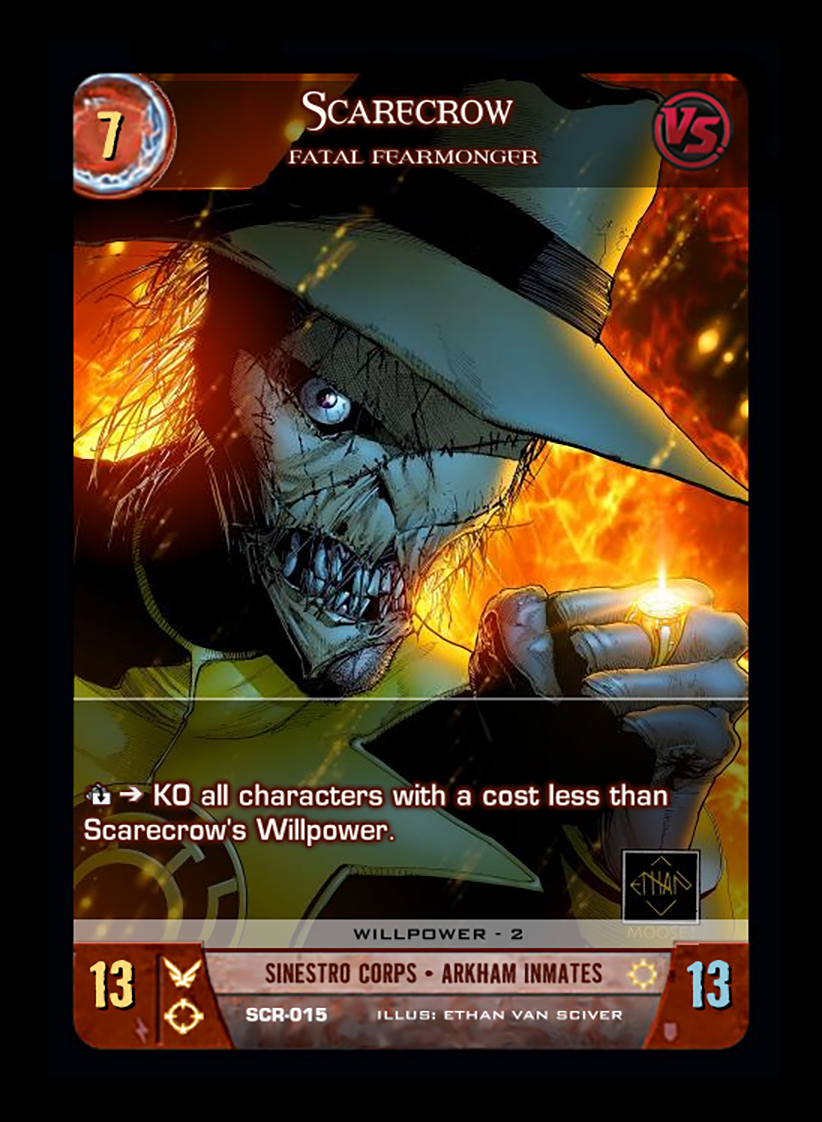 7
SCARECROW
VS.
FATAL FEARMONGER
➔ KO all characters with a cost less than
Scarecrow's Willpower.
ETHAN
MOOSE
WILLPOWER - 2
13
SINESTRO CORPS • ARKHAM INMATES
13
SCR-015
ILLUS: ETHAN VAN SCIVER